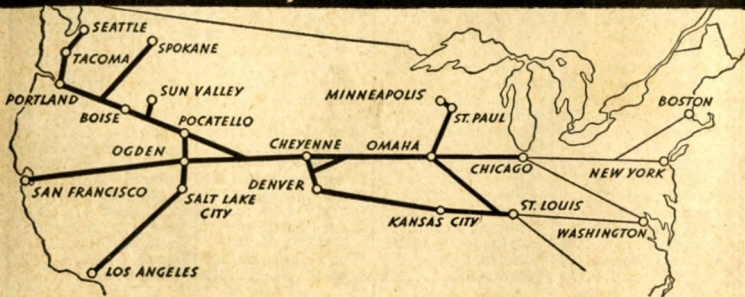 SEATTLE
TACOMA
SPOKANE
PORTLAND
BOISE
SUN VALLEY
POCATELLO
MINNEAPOLIS
ST. PAUL
BOSTON
OGDEN
CHEYENNE
OMAHA
CHICAGO
NEW YORK
SAN FRANCISCO
SALT LAKE
CITY
DENVER
KANSAS CITY
ST. LOUIS
WASHINGTON
LOS ANGELES